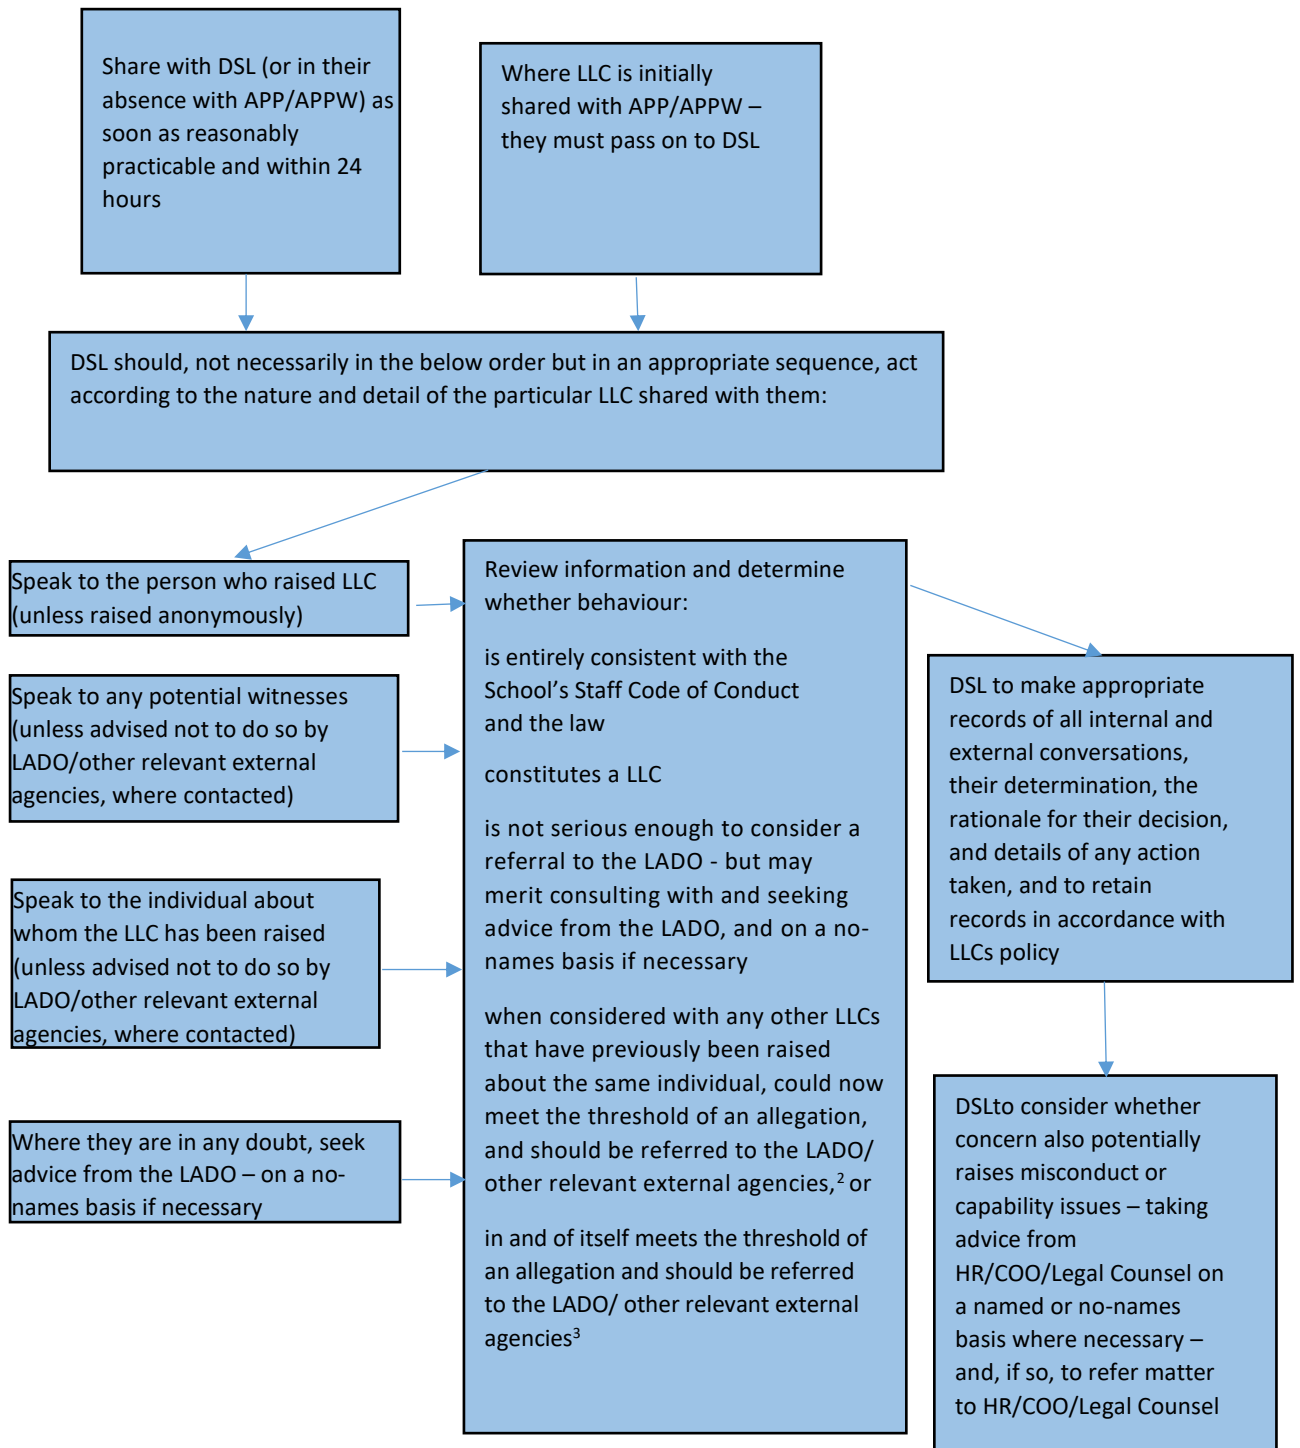 Share with DSL (or in their
absence with APP/APPW) as
soon as reasonably
practicable and within 24
hours
Where LLC is initially
shared with APP/APPW –
they must pass on to DSL
DSL should, not necessarily in the below order but in an appropriate sequence, act
according to the nature and detail of the particular LLC shared with them:
Speak to the person who raised LLC
(unless raised anonymously)
Speak to any potential witnesses
(unless advised not to do so by
LADO/other relevant external
agencies, where contacted)
Speak to the individual about
whom the LLC has been raised
(unless advised not to do so by
LADO/other relevant external
agencies, where contacted)
Where they are in any doubt, seek
advice from the LADO – on a no-
names basis if necessary
Review information and determine
whether behaviour:
is entirely consistent with the
School’s Staff Code of Conduct
and the law
constitutes a LLC
is not serious enough to consider a
referral to the LADO - but may
merit consulting with and seeking
advice from the LADO, and on a no-
names basis if necessary
when considered with any other LLCs
that have previously been raised
about the same individual, could now
meet the threshold of an allegation,
and should be referred to the LADO/
other relevant external agencies,² or
in and of itself meets the threshold of
an allegation and should be referred
to the LADO/ other relevant external
agencies³
DSL to make appropriate
records of all internal and
external conversations,
their determination, the
rationale for their decision,
and details of any action
taken, and to retain
records in accordance with
LLCs policy
DSLto consider whether
concern also potentially
raises misconduct or
capability issues – taking
advice from
HR/COO/Legal Counsel on
a named or no-names
basis where necessary –
and, if so, to refer matter
to HR/COO/Legal Counsel